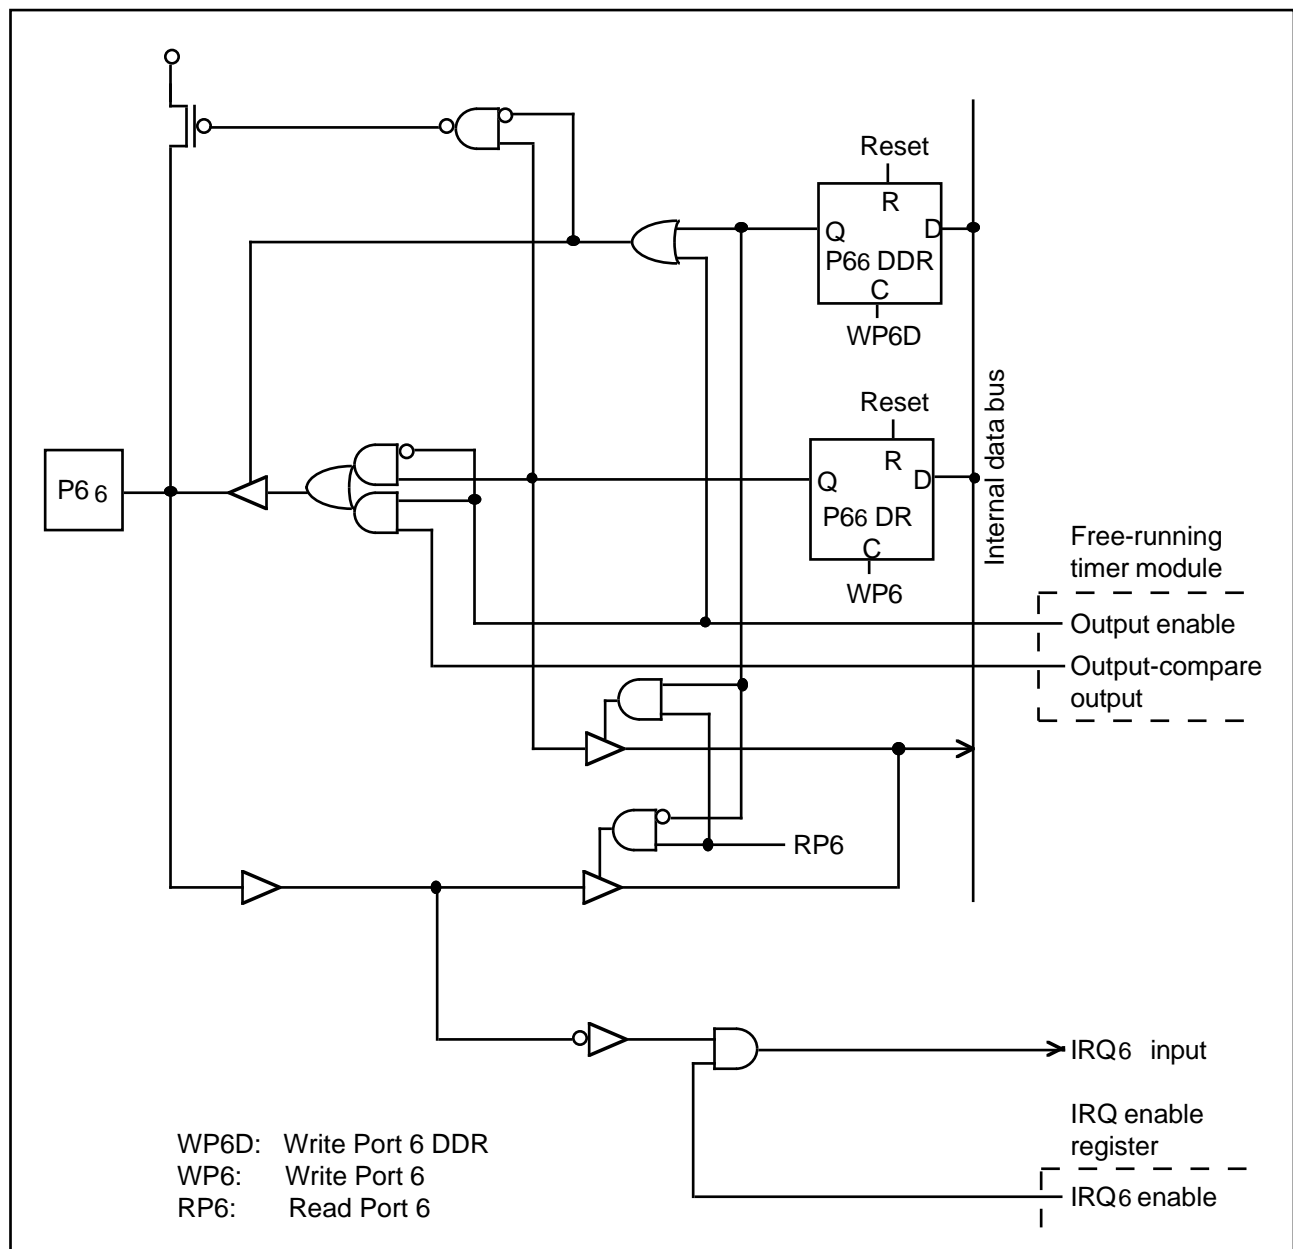 Reset
R
Q D
P66 DDR
C
WP6D
Reset
R
Q D
P66 DR
C
WP6
P66
Internal data bus
Free-running
timer module
Output enable
Output-compare
output
RP6
IRQ6 input
IRQ enable
register
IRQ6 enable
WP6D: Write Port 6 DDR
WP6: Write Port 6
RP6: Read Port 6